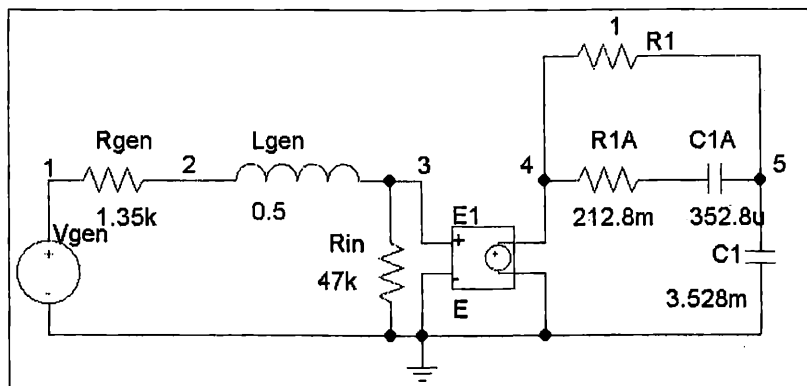 1 R1
Rgen Lgen R1A C1A
1 2 3 4 5
1.35k 0.5 E1 212.8m 352.8u
Vgen Rin C1
47k
E 3.528m